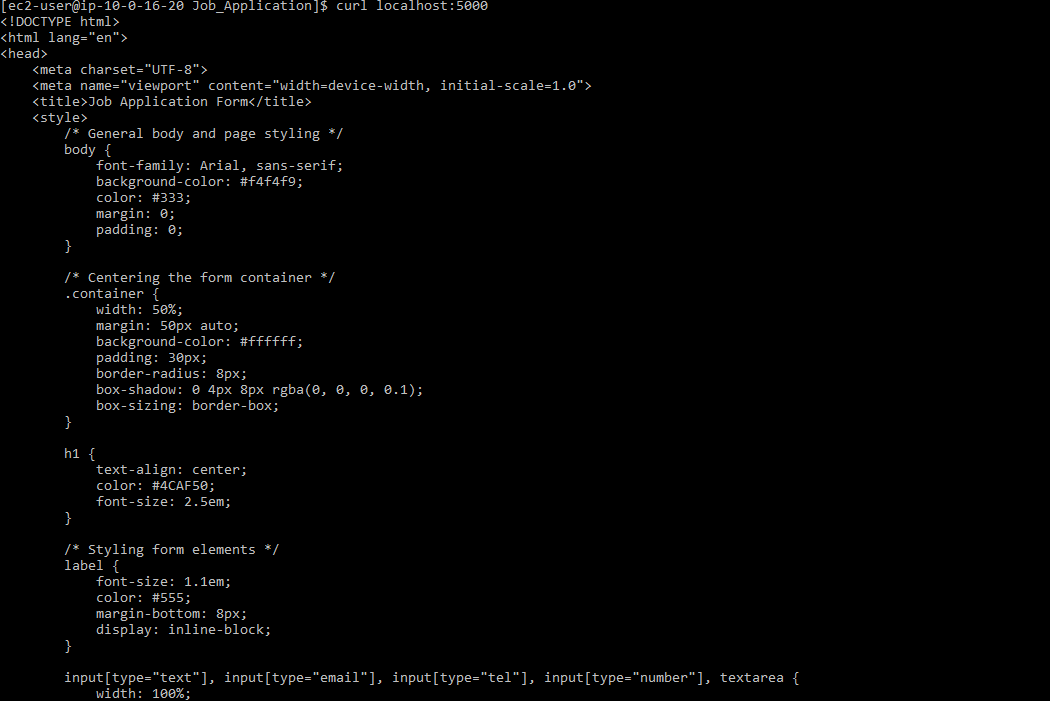 [ec2-user@ip-10-0-16-20 Job_Application]$ curl localhost:5000
<!DOCTYPE html>
<html lang="en">
<head>
    <meta charset="UTF-8">
    <meta name="viewport" content="width=device-width, initial-scale=1.0">
    <title>Job Application Form</title>
    <style>
        /* General body and page styling */
        body {
            font-family: Arial, sans-serif;
            background-color: #f4f4f9;
            color: #333;
            margin: 0;
            padding: 0;
        }

        /* Centering the form container */
        .container {
            width: 50%;
            margin: 50px auto;
            background-color: #ffffff;
            padding: 30px;
            border-radius: 8px;
            box-shadow: 0 4px 8px rgba(0, 0, 0, 0.1);
            box-sizing: border-box;
        }

        h1 {
            text-align: center;
            color: #4CAF50;
            font-size: 2.5em;
        }

        /* Styling form elements */
        label {
            font-size: 1.1em;
            color: #555;
            margin-bottom: 8px;
            display: inline-block;
        }

        input[type="text"], input[type="email"], input[type="tel"], input[type="number"], textarea {
            width: 100%;